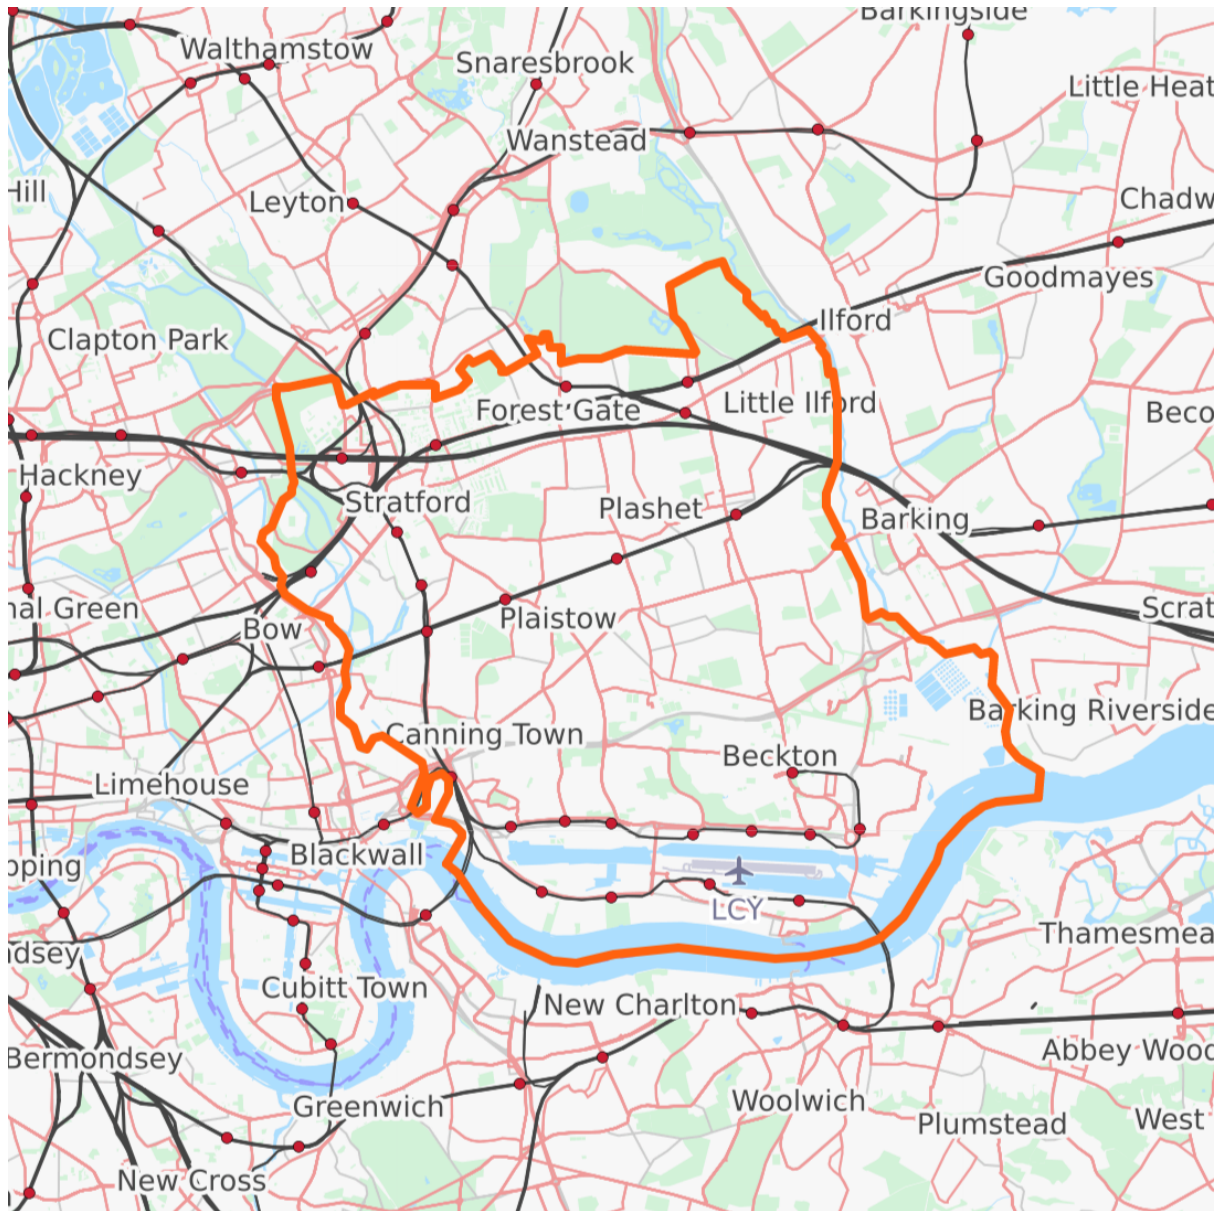 Barkingside
Walthamstow
Snaresbrook
Little Heat
Wanstead
Hill
Leyton
Chadw
Goodmayes
Ilford
Clapton Park
Little Ilford
Forest Gate
Beco
Hackney
Stratford
Plashet
Barking
nal Green
Scrat
Plaistow
Bow
Barking Riverside
Canning Town
Beckton
Limehouse
Blackwall
pping
LCY
Thamesmea
ndsey
Cubitt Town
New Charlton
Bermondsey
Abbey Wood
Greenwich
Woolwich
Plumstead
West
New Cross